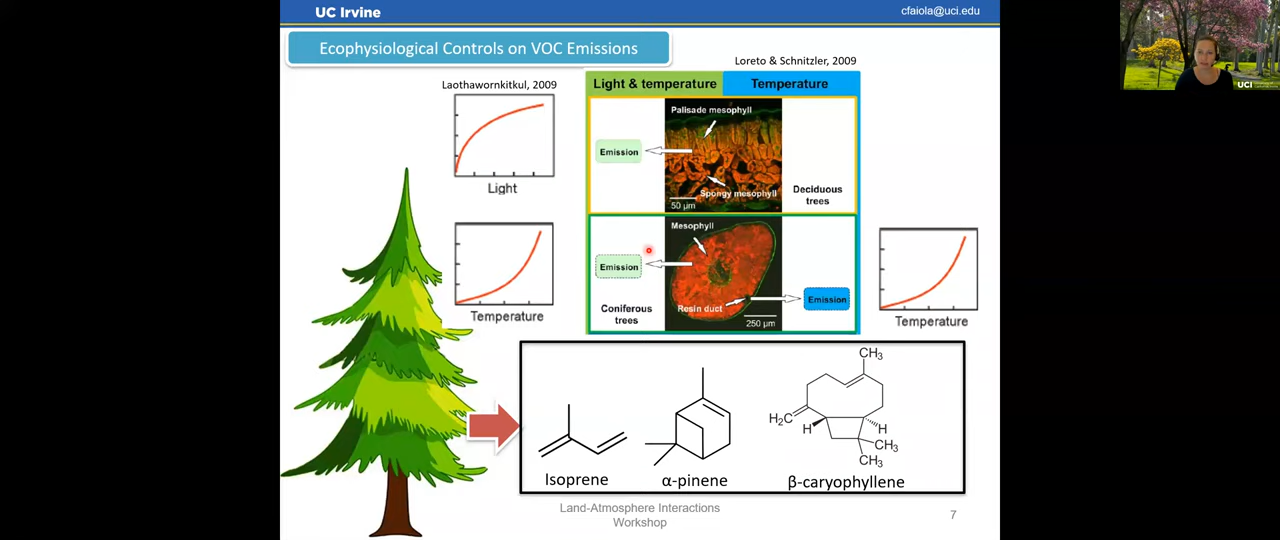 UC Irvine
cfaiola@uci.edu
Ecophysiological Controls on VOC Emissions
Loreto & Schnitzler, 2009
Laothawornkitkul, 2009
Light & temperature
Temperature
Palisade mesophyll
Emission
Spongy mesophyll
50 µm
Deciduous
trees
Light
Mesophyll
Emission
Coniferous
trees
Resin duct
250 µm
Emission
Temperature
Temperature
CH3
H2C
H
H
CH3
CH3
Isoprene
α-pinene
β-caryophyllene
Land-Atmosphere Interactions
Workshop
7
UCI